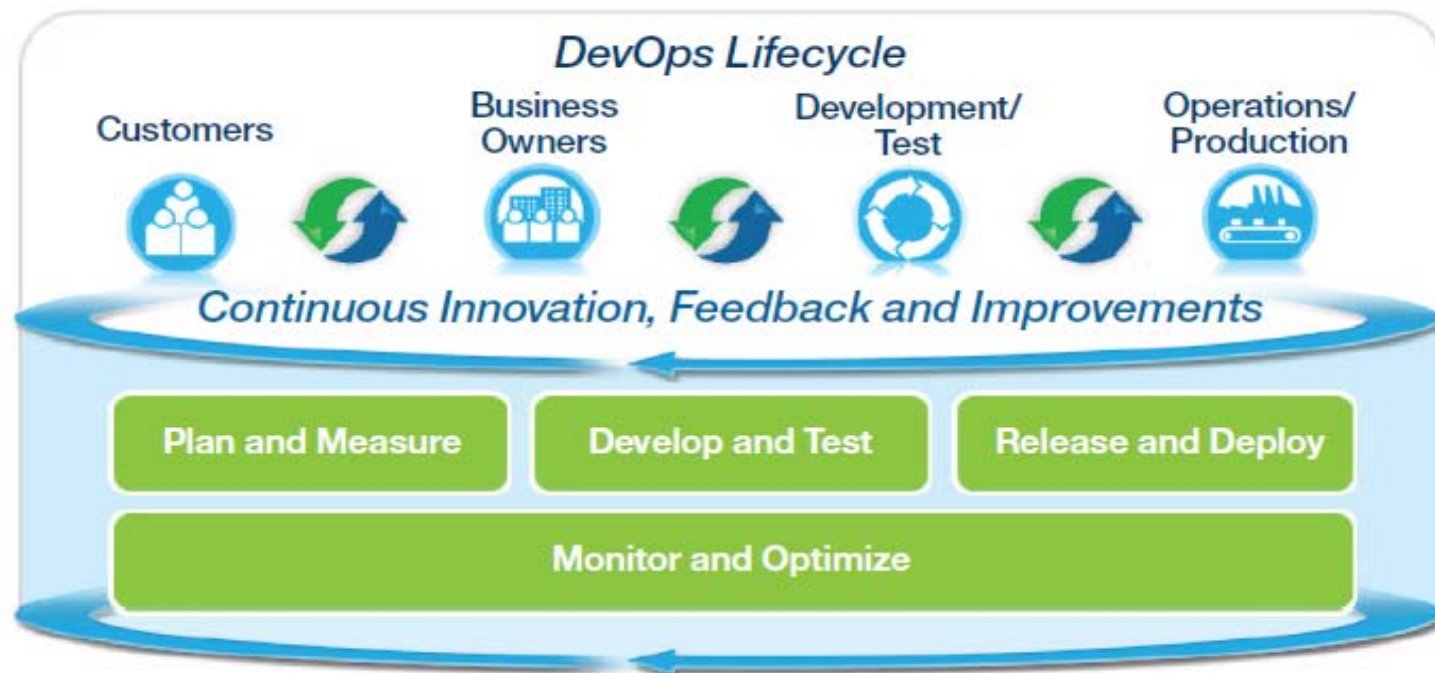 DevOps Lifecycle
Customers
Business
Owners
Development/
Test
Operations/
Production
Continuous Innovation, Feedback and Improvements
Plan and Measure
Develop and Test
Release and Deploy
Monitor and Optimize